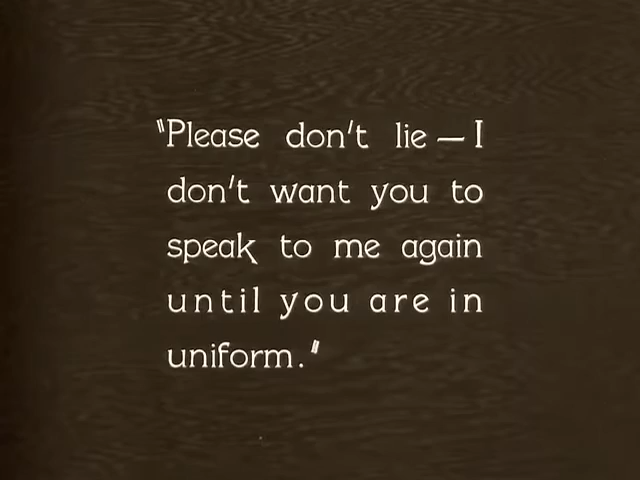 "Please don't lie — I
don't want you to
speak to me again
until you are in
uniform."